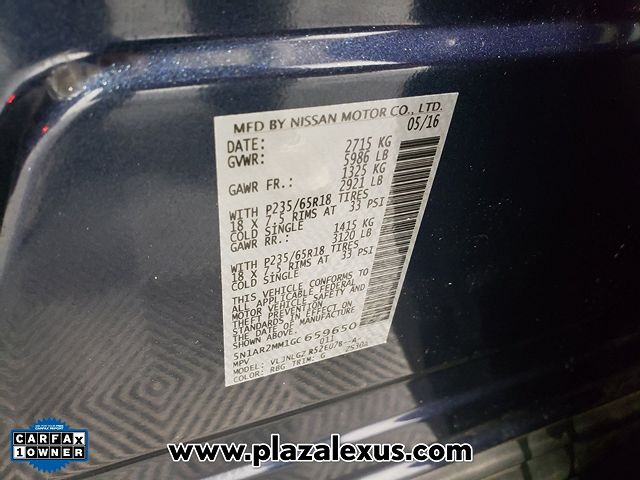 MFD BY NISSAN MOTOR CO., LTD.
DATE: 05/16
GVWR: 2715 KG
5986 LB
GAWR FR.: 1325 KG
2921 LB
WITH P235/65R18 TIRES
18 X 7.5 RIMS AT 33 PSI
COLD SINGLE
GAWR RR.: 1415 KG
3120 LB
WITH P235/65R18 TIRES
18 X 7.5 RIMS AT 33 PSI
COLD SINGLE
THIS VEHICLE CONFORMS TO
ALL APPLICABLE FEDERAL
MOTOR VEHICLE SAFETY AND
THEFT PREVENTION
STANDARDS IN EFFECT ON
THE DATE OF MANUFACTURE
5N1AR2MM1GC659650
MPV 011
MODEL:
COLOR: RBG TRIM: G
CARFAX
1 OWNER
www.plazalexus.com